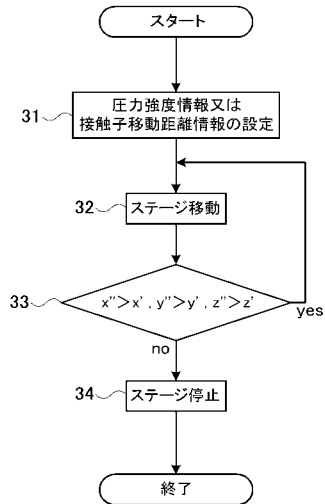 スタート
31
圧力強度情報又は
接触子移動距離情報の設定
32
ステージ移動
33
x''>x' , y''>y' , z''>z'
yes
no
34
ステージ停止
終了